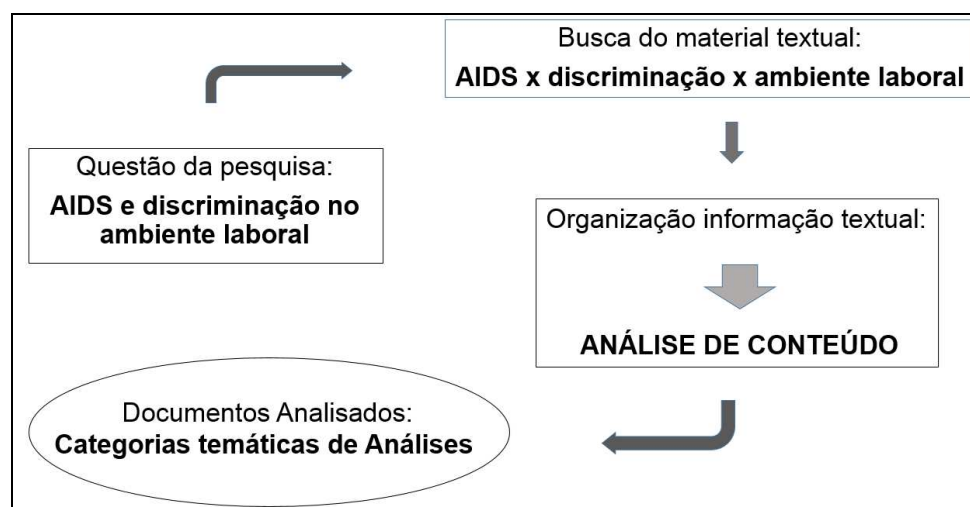 Busca do material textual:
AIDS x discriminação x ambiente laboral
Questão da pesquisa:
AIDS e discriminação no
ambiente laboral
Organização informação textual:
ANÁLISE DE CONTEÚDO
Documentos Analisados:
Categorias temáticas de Análises